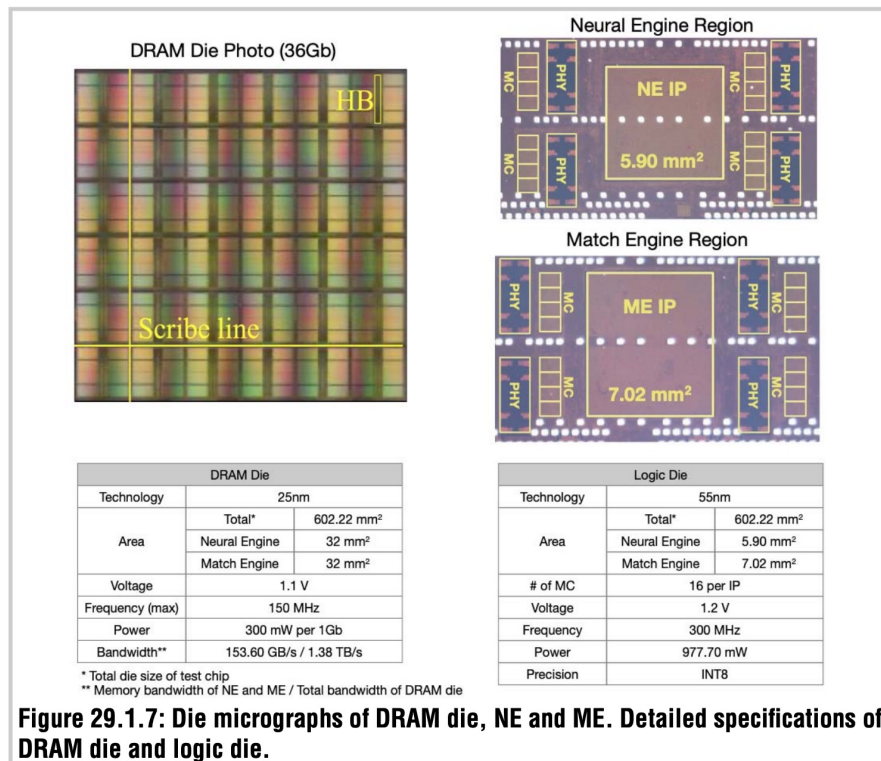 DRAM Die Photo (36Gb)
HB
Scribe line
Neural Engine Region
MC
PHY
NE IP
5.90 mm²
MC
PHY
MC
PHY
MC
PHY
Match Engine Region
PHY
MC
ME IP
7.02 mm²
PHY
MC
PHY
MC
PHY
MC
DRAM Die
Technology 25nm
Area Total* 602.22 mm²
Neural Engine 32 mm²
Match Engine 32 mm²
Voltage 1.1 V
Frequency (max) 150 MHz
Power 300 mW per 1Gb
Bandwidth** 153.60 GB/s / 1.38 TB/s
* Total die size of test chip
** Memory bandwidth of NE and ME / Total bandwidth of DRAM die
Logic Die
Technology 55nm
Area Total* 602.22 mm²
Neural Engine 5.90 mm²
Match Engine 7.02 mm²
# of MC 16 per IP
Voltage 1.2 V
Frequency 300 MHz
Power 977.70 mW
Precision INT8
Figure 29.1.7: Die micrographs of DRAM die, NE and ME. Detailed specifications of
DRAM die and logic die.